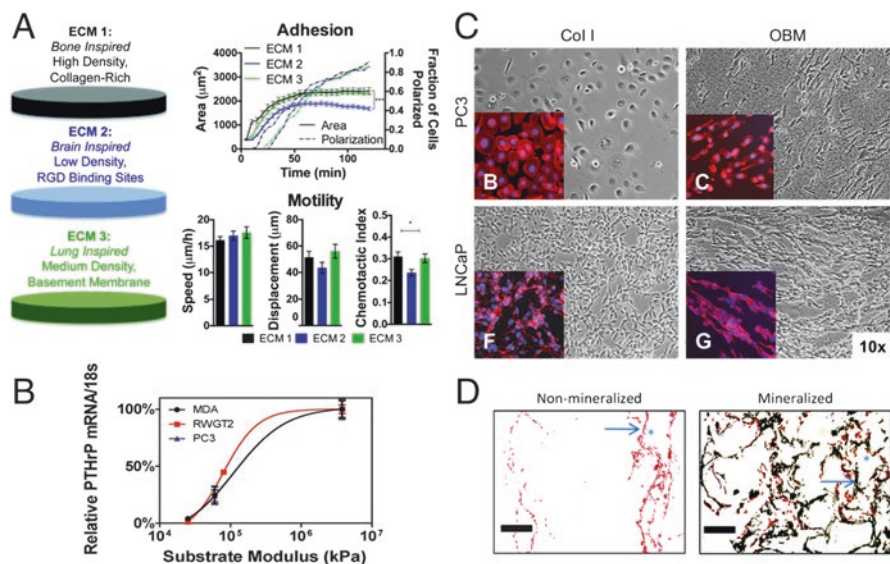 A
ECM 1:
Bone Inspired
High Density,
Collagen-Rich
ECM 2:
Brain Inspired
Low Density,
RGD Binding Sites
ECM 3:
Lung Inspired
Medium Density,
Basement Membrane
Adhesion
ECM 1
ECM 2
ECM 3
Area
Polarization
Area (μm²)
4000
3000
2000
1000
0
Fraction of Cells
Polarized
1.0
0.8
0.6
0.4
0.2
0.0
0 50 100
Time (min)
Motility
Speed (μm/h)
20
15
10
5
0
Displacement (μm)
80
60
40
20
0
Chemotactic Index
0.4
0.3
0.2
0.1
0.0
*
ECM 1 ECM 2 ECM 3
B
Relative PTHrP mRNA/18s
100%
50%
0%
MDA
RWGT2
PC3
10⁴ 10⁵ 10⁶ 10⁷
Substrate Modulus (kPa)
C
Col I OBM
PC3
B C
LNCaP
F G
10x
D
Non-mineralized Mineralized
* *